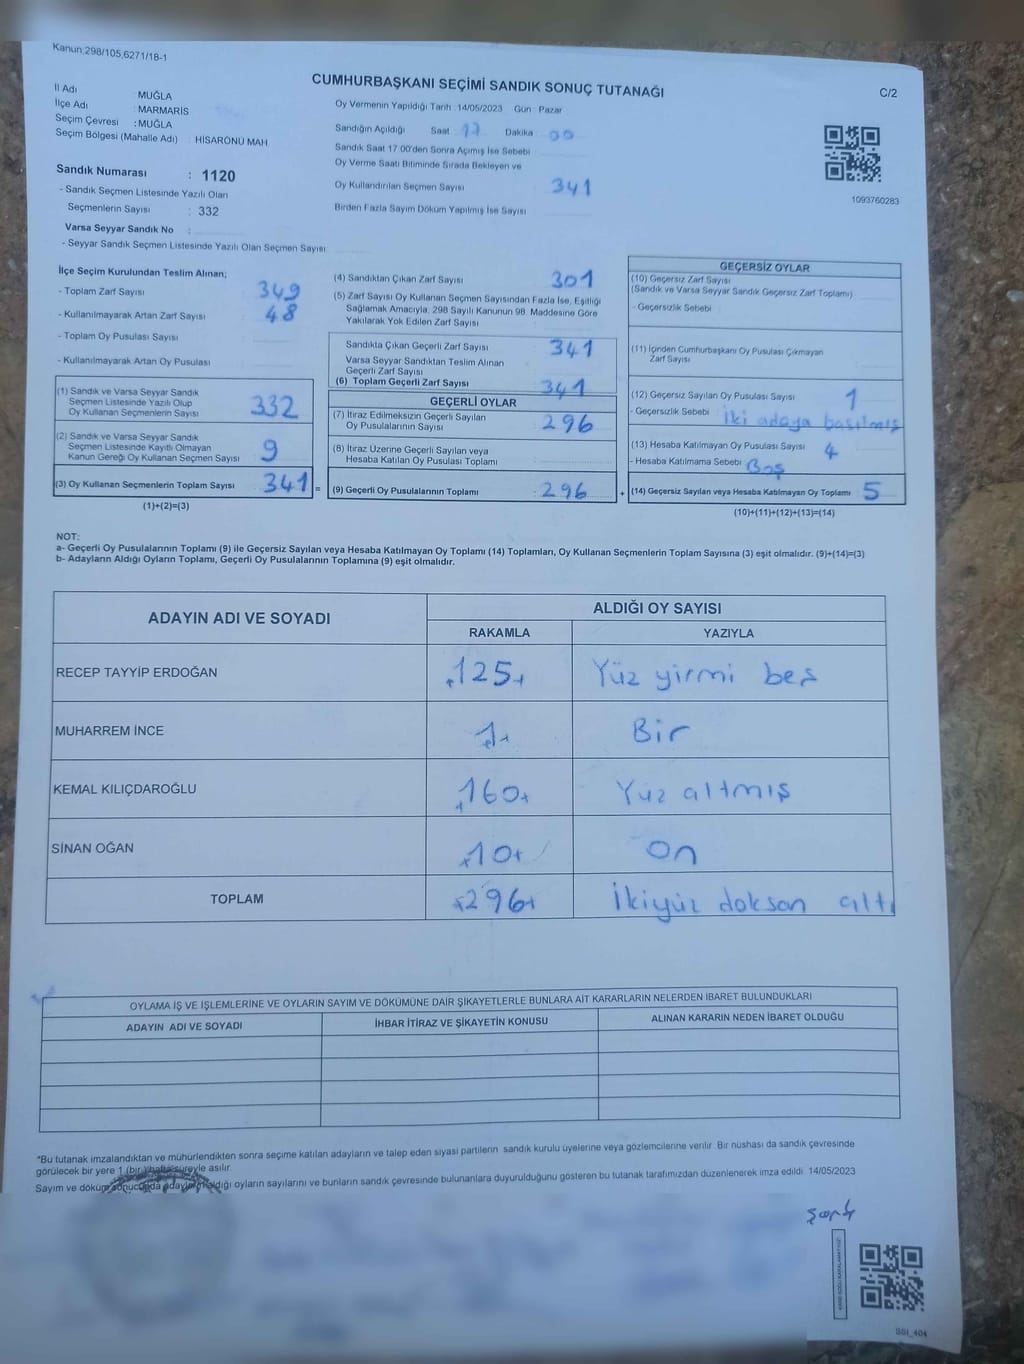 Kanun,298/105,6271/18-1
CUMHURBAŞKANI SEÇİMİ SANDIK SONUÇ TUTANAĞI
C/2
İl Adı : MUĞLA
İlçe Adı : MARMARİS
Seçim Çevresi : MUĞLA
Seçim Bölgesi (Mahalle Adı) : HİSARÖNÜ MAH.
Sandık Numarası : 1120
- Sandık Seçmen Listesinde Yazılı Olan
Seçmenlerin Sayısı : 332
Varsa Seyyar Sandık No :
- Seyyar Sandık Seçmen Listesinde Yazılı Olan Seçmen Sayısı
Oy Vermenin Yapıldığı Tarih 14/05/2023 Gün : Pazar
Sandığın Açıldığı Saat 17 Dakika 00
Sandık Saat 17:00'den Sonra Açımış İse Sebebi
Oy Verme Saati Bitiminde Sırada Bekleyen ve
Oy Kullandırılan Seçmen Sayısı 341
Birden Fazla Sayım Döküm Yapılmış İse Sayısı
1093760283
İlçe Seçim Kurulundan Teslim Alınan;
- Toplam Zarf Sayısı 349
- Kullanılmayarak Artan Zarf Sayısı 48
- Toplam Oy Pusulası Sayısı
- Kullanılmayarak Artan Oy Pusulası
(1) Sandık ve Varsa Seyyar Sandık
Seçmen Listesinde Yazılı Olup
Oy Kullanan Seçmenlerin Sayısı 332
(2) Sandık ve Varsa Seyyar Sandık
Seçmen Listesinde Kayıtlı Olmayan
Kanun Gereği Oy Kullanan Seçmen Sayısı 9
(3) Oy Kullanan Seçmenlerin Toplam Sayısı 341 =
(1)+(2)=(3)
(4) Sandıktan Çıkan Zarf Sayısı 301
(5) Zarf Sayısı Oy Kullanan Seçmen Sayısından Fazla İse, Eşitliği
Sağlamak Amacıyla, 298 Sayılı Kanunun 98. Maddesine Göre
Yakılarak Yok Edilen Zarf Sayısı
Sandıkta Çıkan Geçerli Zarf Sayısı 341
Varsa Seyyar Sandıktan Teslim Alınan
Geçerli Zarf Sayısı
(6) Toplam Geçerli Zarf Sayısı 341
GEÇERLİ OYLAR
(7) İtiraz Edilmeksizin Geçerli Sayılan
Oy Pusulalarının Sayısı 296
(8) İtiraz Üzerine Geçerli Sayılan veya
Hesaba Katılan Oy Pusulası Toplamı
(9) Geçerli Oy Pusulalarının Toplamı 296 +
GEÇERSİZ OYLAR
(10) Geçersiz Zarf Sayısı
(Sandık ve Varsa Seyyar Sandık Geçersiz Zarf Toplamı)
- Geçersizlik Sebebi
(11) İçinden Cumhurbaşkanı Oy Pusulası Çıkmayan
Zarf Sayısı
(12) Geçersiz Sayılan Oy Pusulası Sayısı 1
- Geçersizlik Sebebi İki adaya basılmış
(13) Hesaba Katılmayan Oy Pusulası Sayısı 4
- Hesaba Katılmama Sebebi Boş
(14) Geçersiz Sayılan veya Hesaba Katılmayan Oy Toplamı 5
(10)+(11)+(12)+(13)=(14)
NOT:
a- Geçerli Oy Pusulalarının Toplamı (9) ile Geçersiz Sayılan veya Hesaba Katılmayan Oy Toplamı (14) Toplamları, Oy Kullanan Seçmenlerin Toplam Sayısına (3) eşit olmalıdır. (9)+(14)=(3)
b- Adayların Aldığı Oyların Toplamı, Geçerli Oy Pusulalarının Toplamına (9) eşit olmalıdır.
ADAYIN ADI VE SOYADI ALDIĞI OY SAYISI
RAKAMLA YAZIYLA
RECEP TAYYİP ERDOĞAN 125 Yüz yirmi beş
MUHARREM İNCE 1 Bir
KEMAL KILIÇDAROĞLU 160 Yüz altmış
SİNAN OĞAN 10 On
TOPLAM 296 İkiyüz doksan altı
OYLAMA İŞ VE İŞLEMLERİNE VE OYLARIN SAYIM VE DÖKÜMÜNE DAİR ŞİKAYETLERLE BUNLARA AİT KARARLARIN NELERDEN İBARET BULUNDUKLARI
ADAYIN ADI VE SOYADI İHBAR İTİRAZ VE ŞİKAYETİN KONUSU ALINAN KARARIN NEDEN İBARET OLDUĞU
*Bu tutanak imzalandıktan ve mühürlendikten sonra seçime katılan adayların ve talep eden siyasi partilerin sandık kurulu üyelerine veya gözlemcilerine verilir. Bir nüshası da sandık çevresinde
görülecek bir yere 1 (bir) hafta süreyle asılır.
Sayım ve döküm sonucunda adayların aldığı oyların sayılarını ve bunların sandık çevresinde bulunanlara duyurulduğunu gösteren bu tutanak tarafımızdan düzenlenerek imza edildi. 14/05/2023
SSI_404